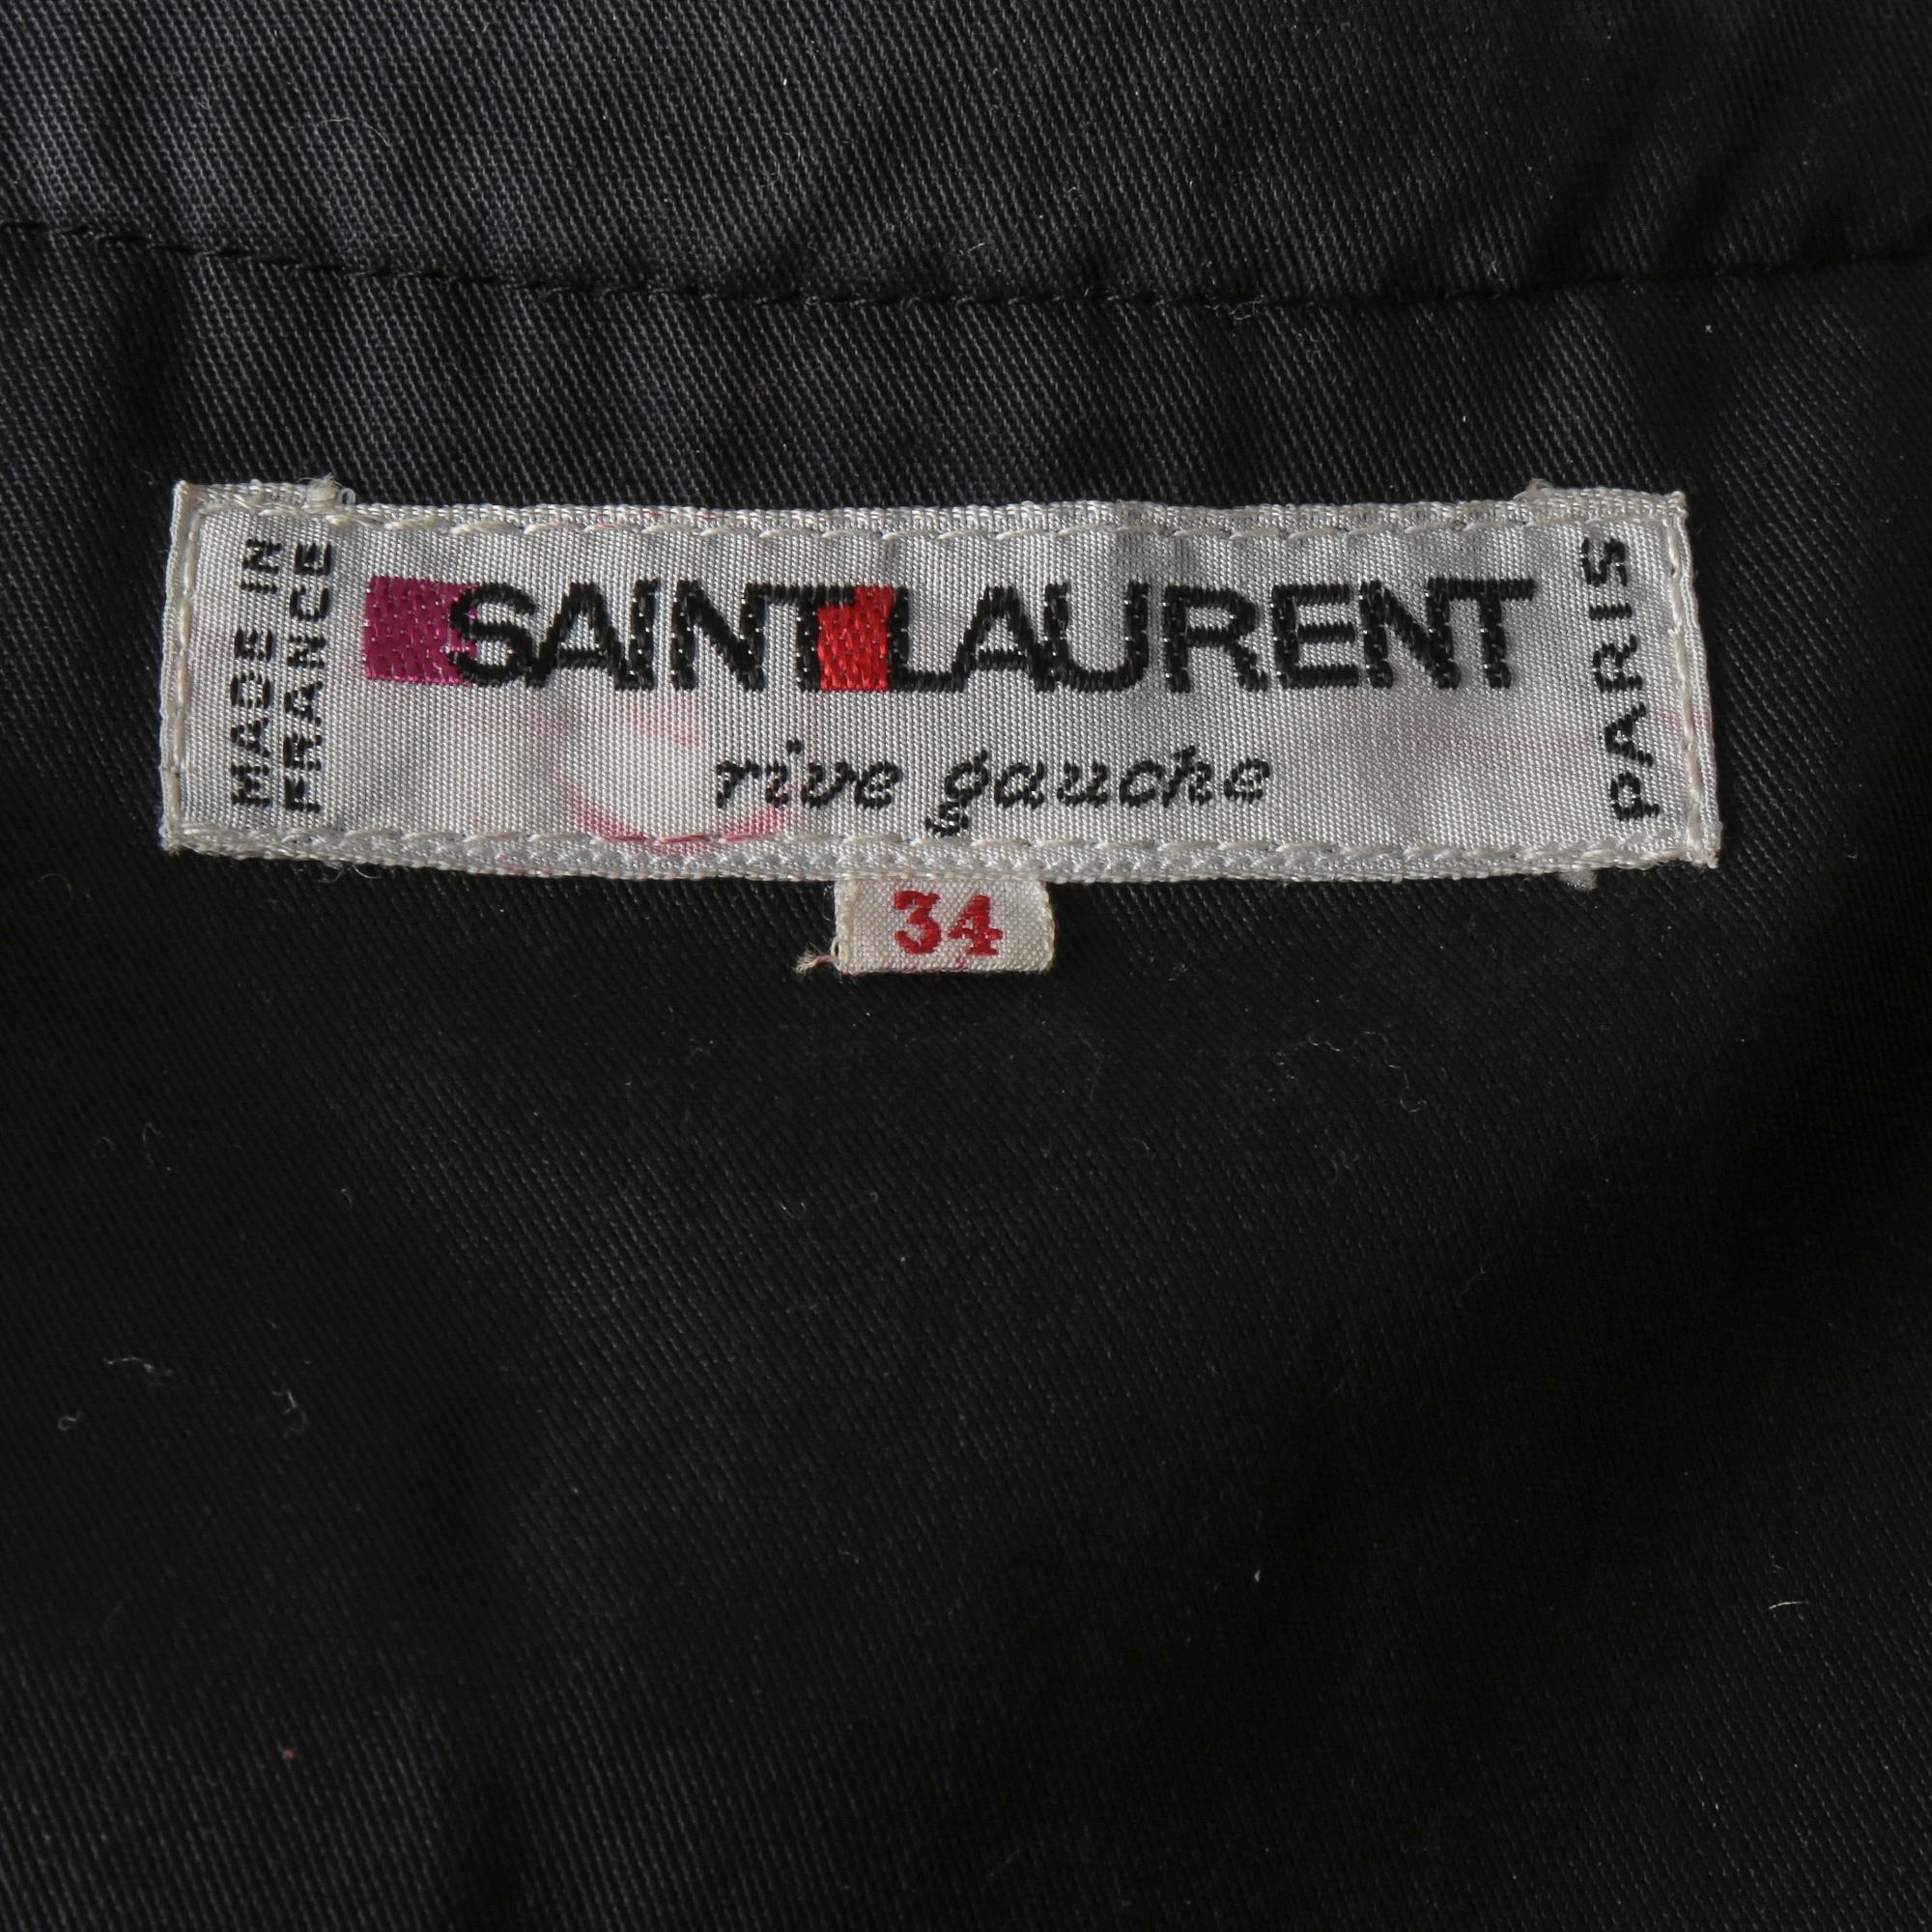 MADE IN
FRANCE
SAINT LAURENT
rive gauche
PARIS
34